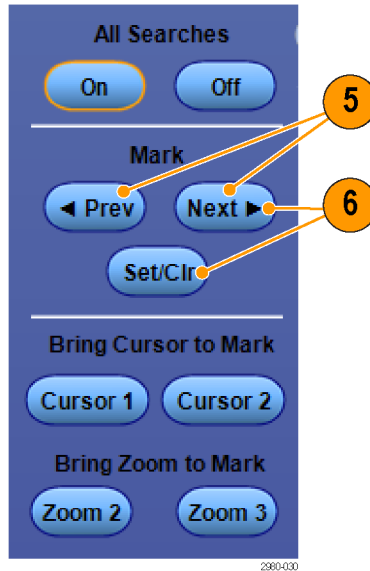 All Searches
On Off
5
Mark
◄ Prev Next ►
6
Set/Clr
Bring Cursor to Mark
Cursor 1 Cursor 2
Bring Zoom to Mark
Zoom 2 Zoom 3
2980-030